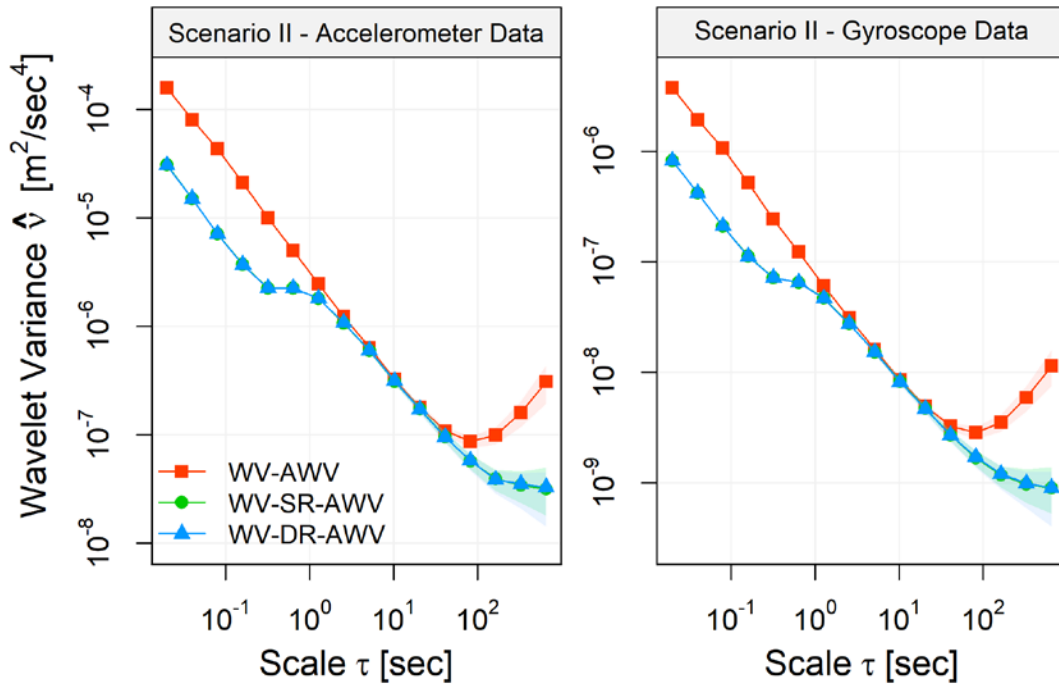 Scenario II - Accelerometer Data
Scenario II - Gyroscope Data
Wavelet Variance ν̂ [m²/sec⁴]
10⁻⁴
10⁻⁵
10⁻⁶
10⁻⁷
10⁻⁸
WV-AWV
WV-SR-AWV
WV-DR-AWV
10⁻¹ 10⁰ 10¹ 10²
Scale τ [sec]
10⁻⁶
10⁻⁷
10⁻⁸
10⁻⁹
10⁻¹ 10⁰ 10¹ 10²
Scale τ [sec]